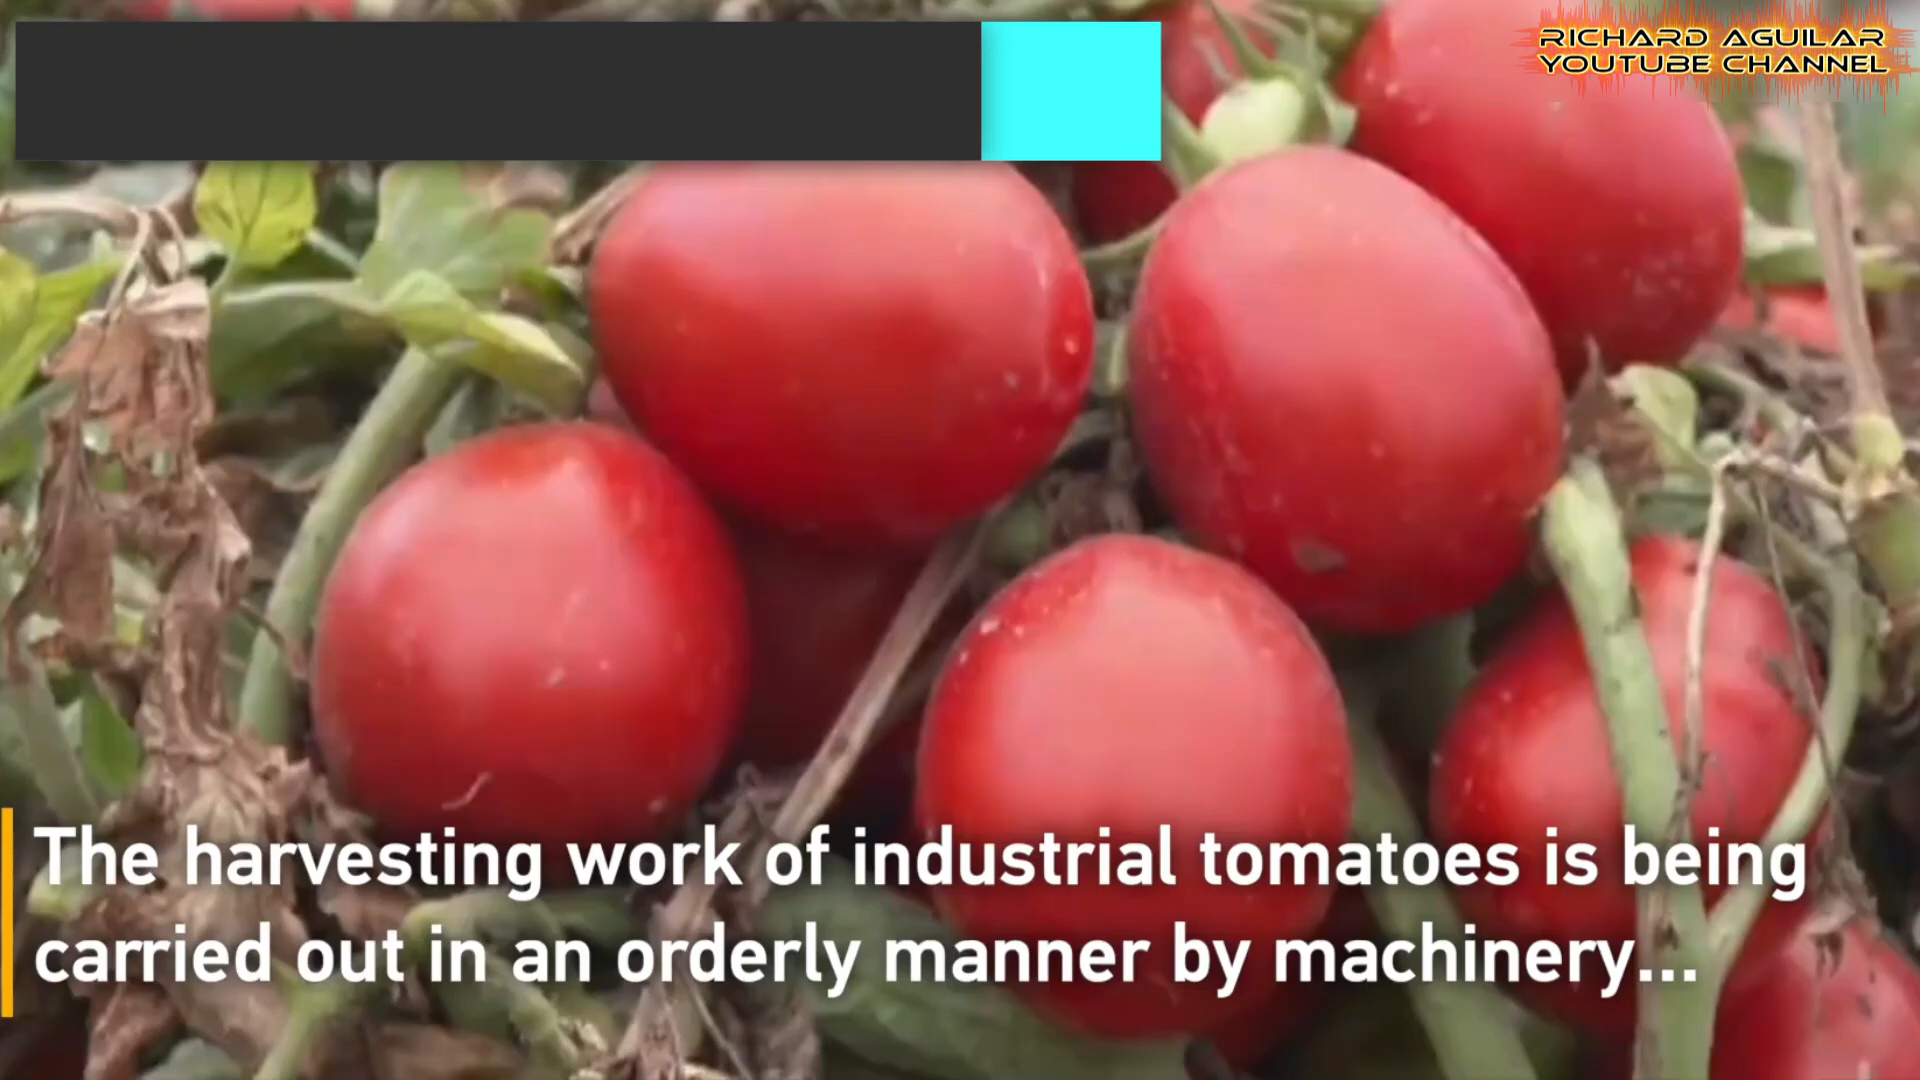 RICHARD AGUILAR
YOUTUBE CHANNEL
The harvesting work of industrial tomatoes is being
carried out in an orderly manner by machinery...